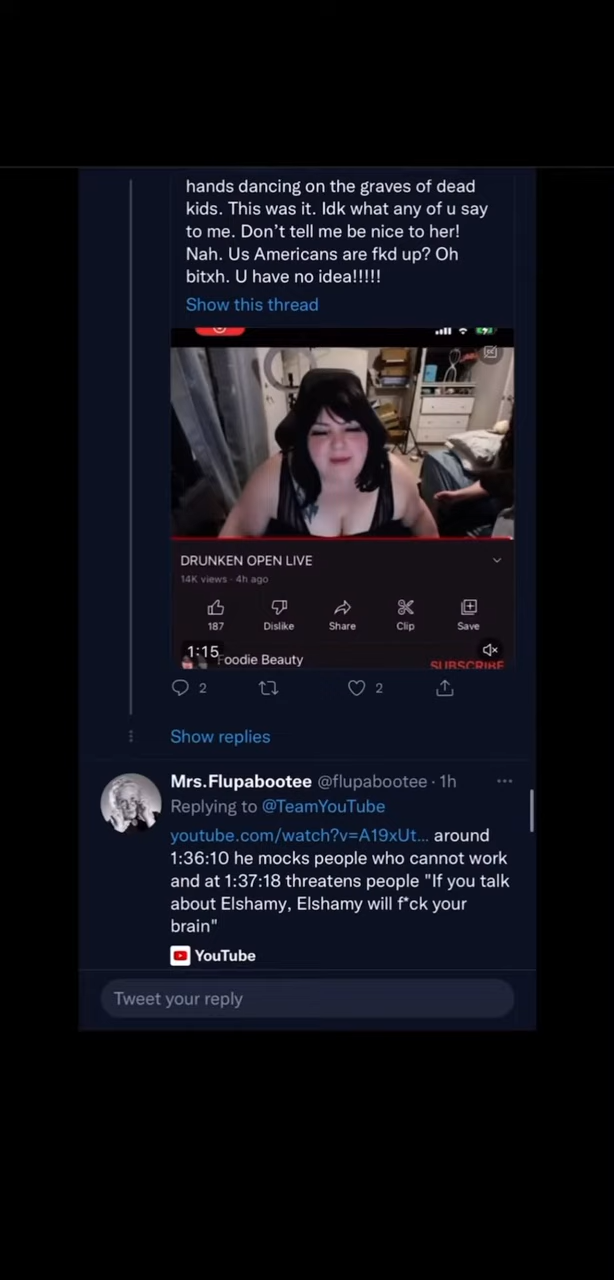 hands dancing on the graves of dead
kids. This was it. Idk what any of u say
to me. Don't tell me be nice to her!
Nah. Us Americans are fkd up? Oh
bitxh. U have no idea!!!!!
Show this thread
DRUNKEN OPEN LIVE
14K views · 4h ago
187
Dislike
Share
Clip
Save
1:15
Foodie Beauty
SUBSCRIBE
2
2
Show replies
Mrs.Flupabootee @flupabootee · 1h
Replying to @TeamYouTube
youtube.com/watch?v=A19xUt... around
1:36:10 he mocks people who cannot work
and at 1:37:18 threatens people "If you talk
about Elshamy, Elshamy will f*ck your
brain"
YouTube
Tweet your reply